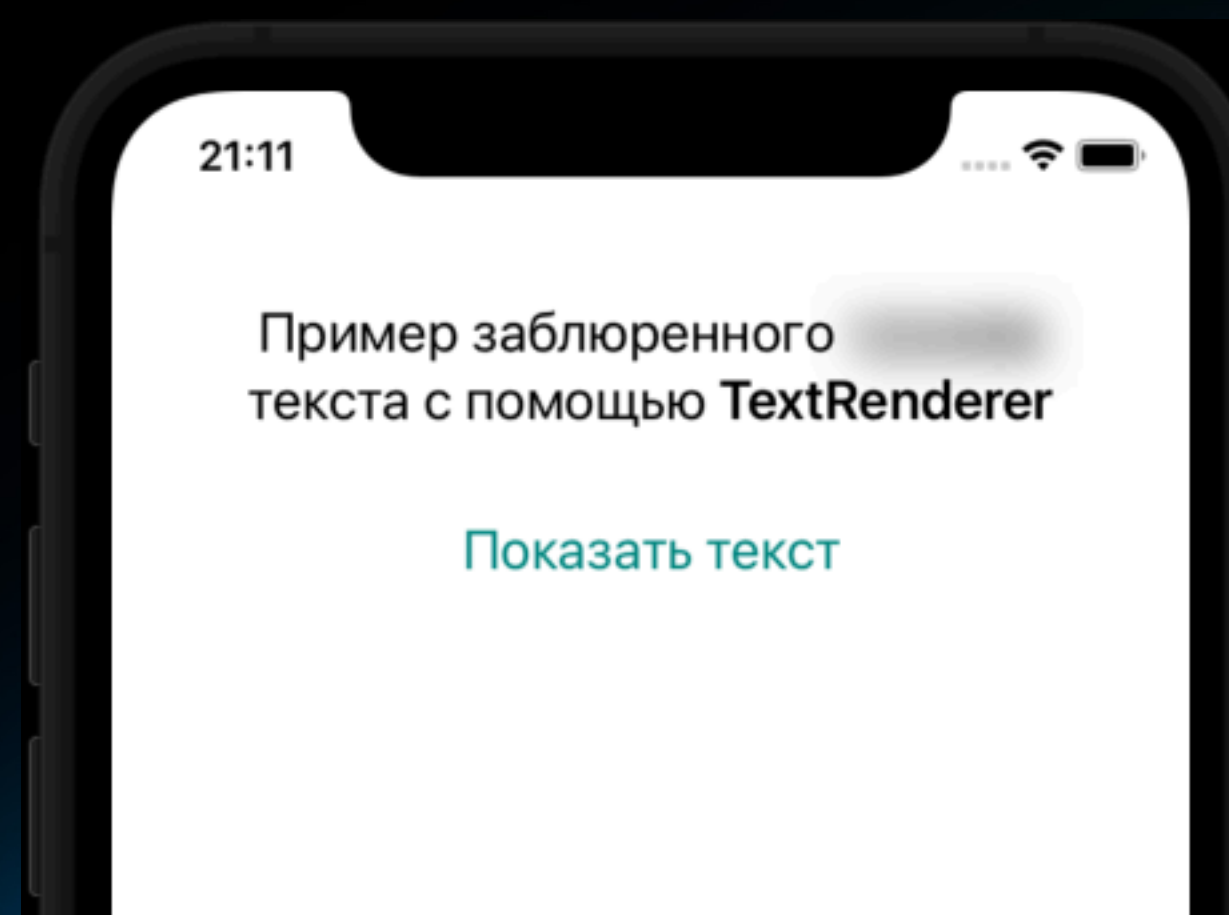 21:11
Пример заблюренного
текста с помощью TextRenderer
Показать текст